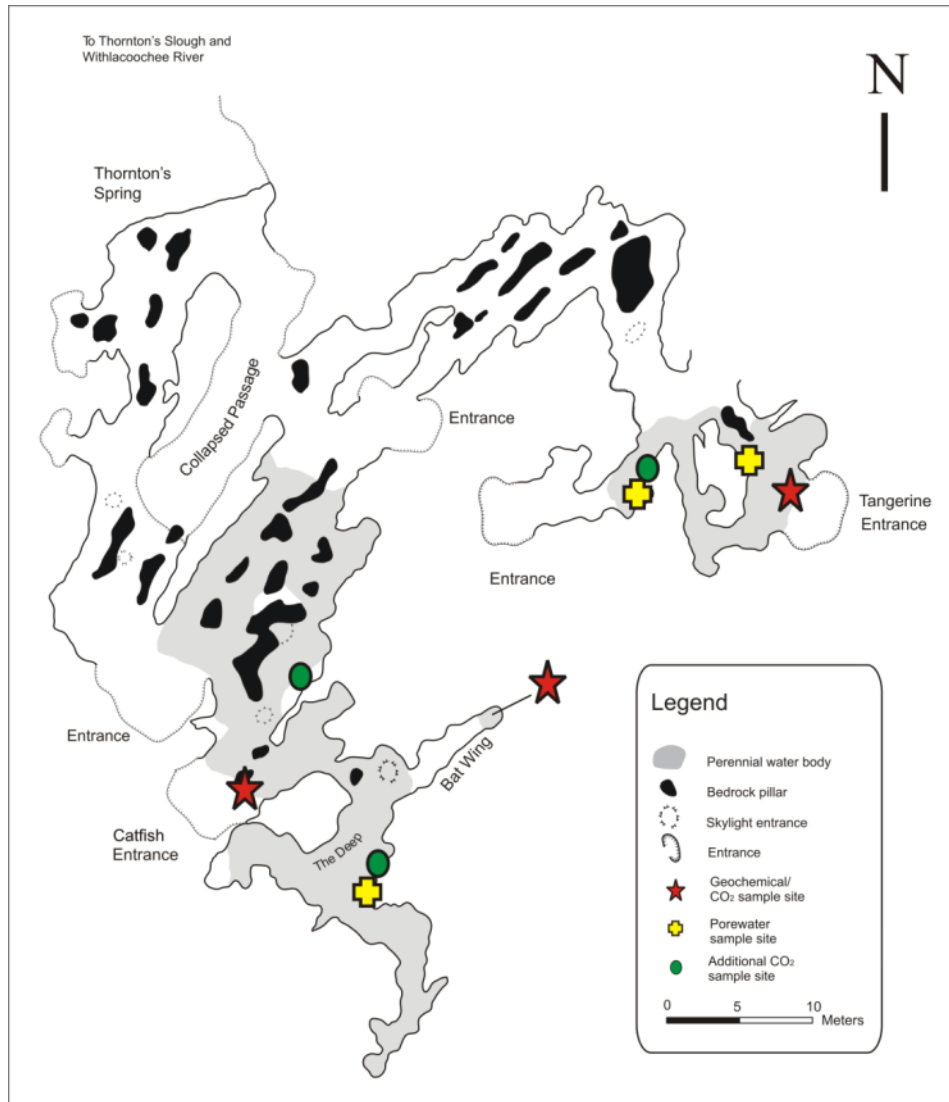 To Thornton's Slough and
Withlacoochee River
N
Thornton's
Spring
Collapsed Passage
Entrance
Tangerine
Entrance
Entrance
Entrance
Bat Wing
Catfish
Entrance
The Deep
Legend
Perennial water body
Bedrock pillar
Skylight entrance
Entrance
Geochemical/
CO₂ sample site
Porewater
sample site
Additional CO₂
sample site
0 5 10
Meters